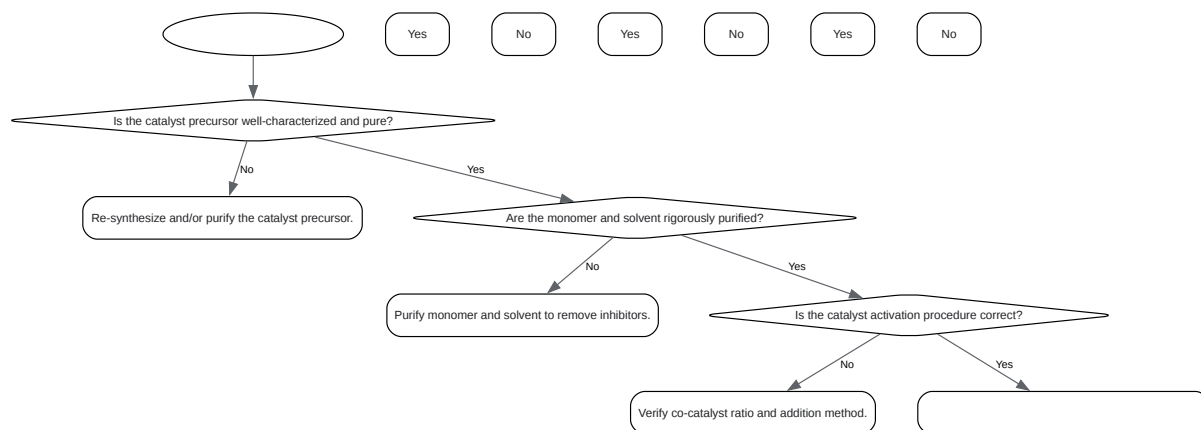 Yes
No
Yes
No
Yes
No
Is the catalyst precursor well-characterized and pure?
No
Yes
Re-synthesize and/or purify the catalyst precursor.
Are the monomer and solvent rigorously purified?
No
Yes
Purify monomer and solvent to remove inhibitors.
Is the catalyst activation procedure correct?
No
Yes
Verify co-catalyst ratio and addition method.